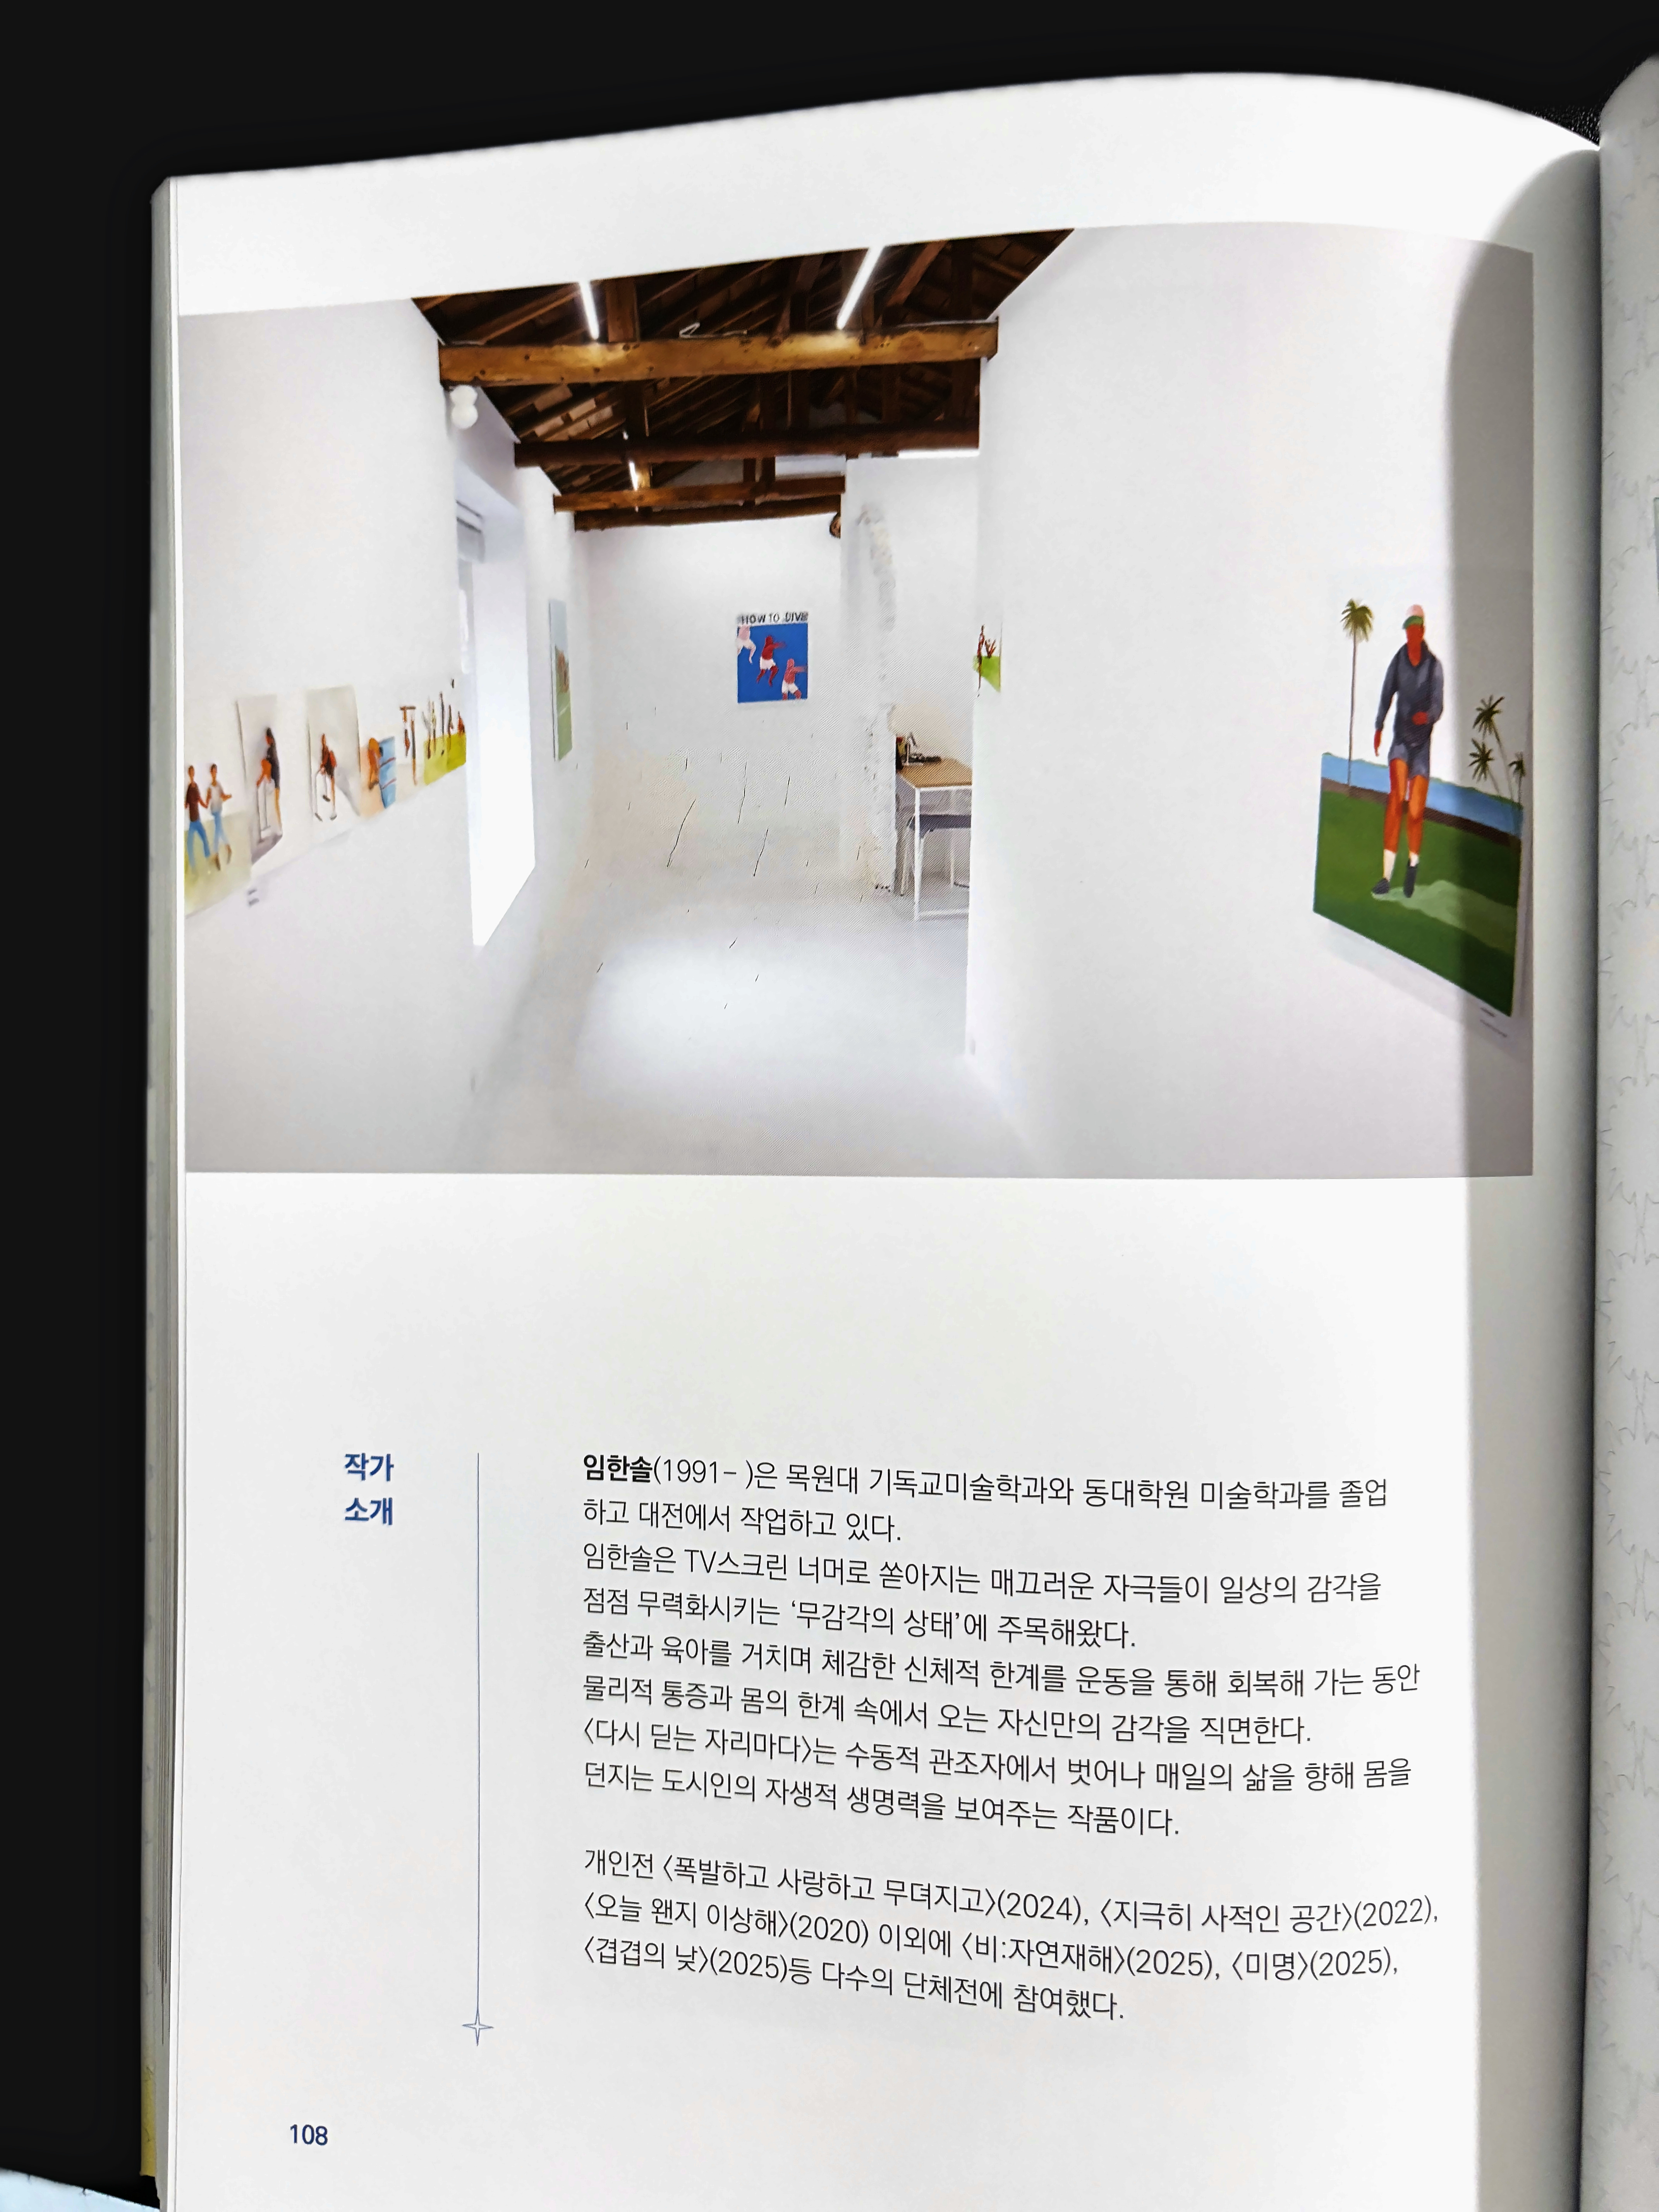 HOW TO DIVE
작가
소개
임한솔(1991– )은 목원대 기독교미술학과와 동대학원 미술학과를 졸업
하고 대전에서 작업하고 있다.
임한솔은 TV스크린 너머로 쏟아지는 매끄러운 자극들이 일상의 감각을
점점 무력화시키는 ‘무감각의 상태’에 주목해왔다.
출산과 육아를 거치며 체감한 신체적 한계를 운동을 통해 회복해 가는 동안
물리적 통증과 몸의 한계 속에서 오는 자신만의 감각을 직면한다.
〈다시 딛는 자리마다〉는 수동적 관조자에서 벗어나 매일의 삶을 향해 몸을
던지는 도시인의 자생적 생명력을 보여주는 작품이다.
개인전 〈폭발하고 사랑하고 무뎌지고〉(2024), 〈지극히 사적인 공간〉(2022),
〈오늘 왠지 이상해〉(2020) 이외에 〈비:자연재해〉(2025), 〈미명〉(2025),
〈겹겹의 낮〉(2025)등 다수의 단체전에 참여했다.
108